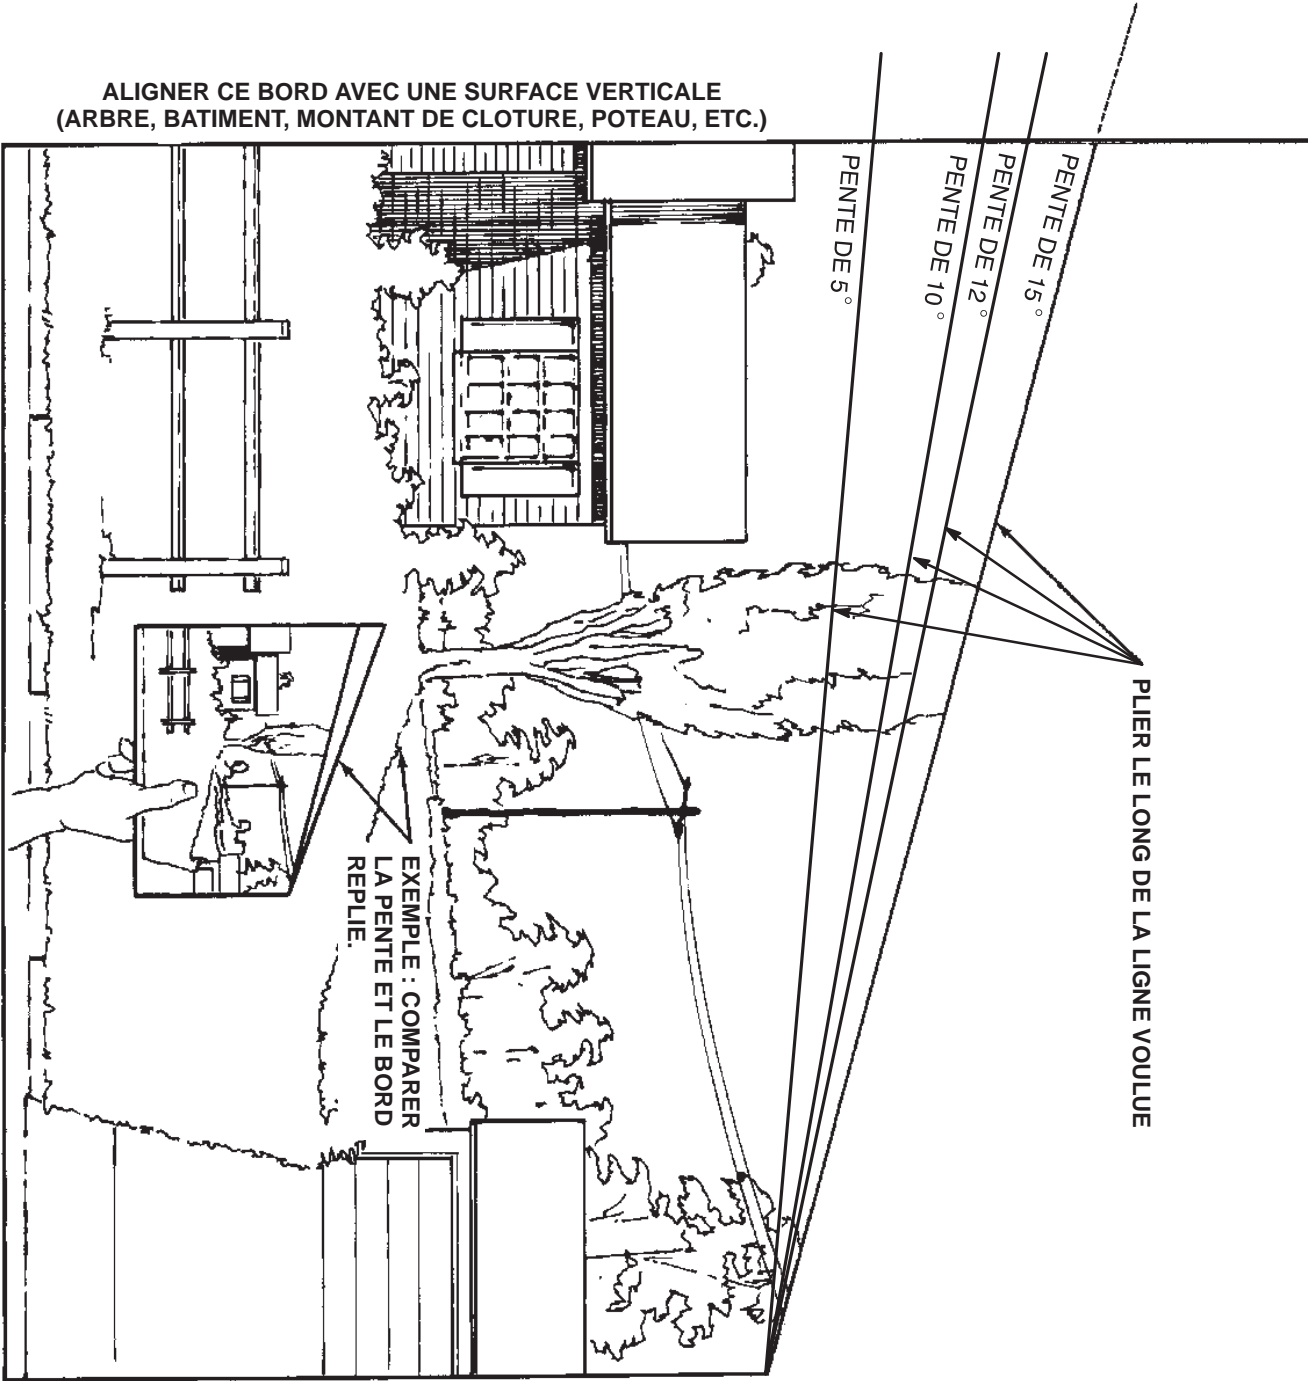 ALIGNER CE BORD AVEC UNE SURFACE VERTICALE
(ARBRE, BATIMENT, MONTANT DE CLOTURE, POTEAU, ETC.)
PENTE DE 15°
PENTE DE 12°
PENTE DE 10°
PENTE DE 5°
PLIER LE LONG DE LA LIGNE VOULUE
EXEMPLE : COMPARER
LA PENTE ET LE BORD
REPLIE.